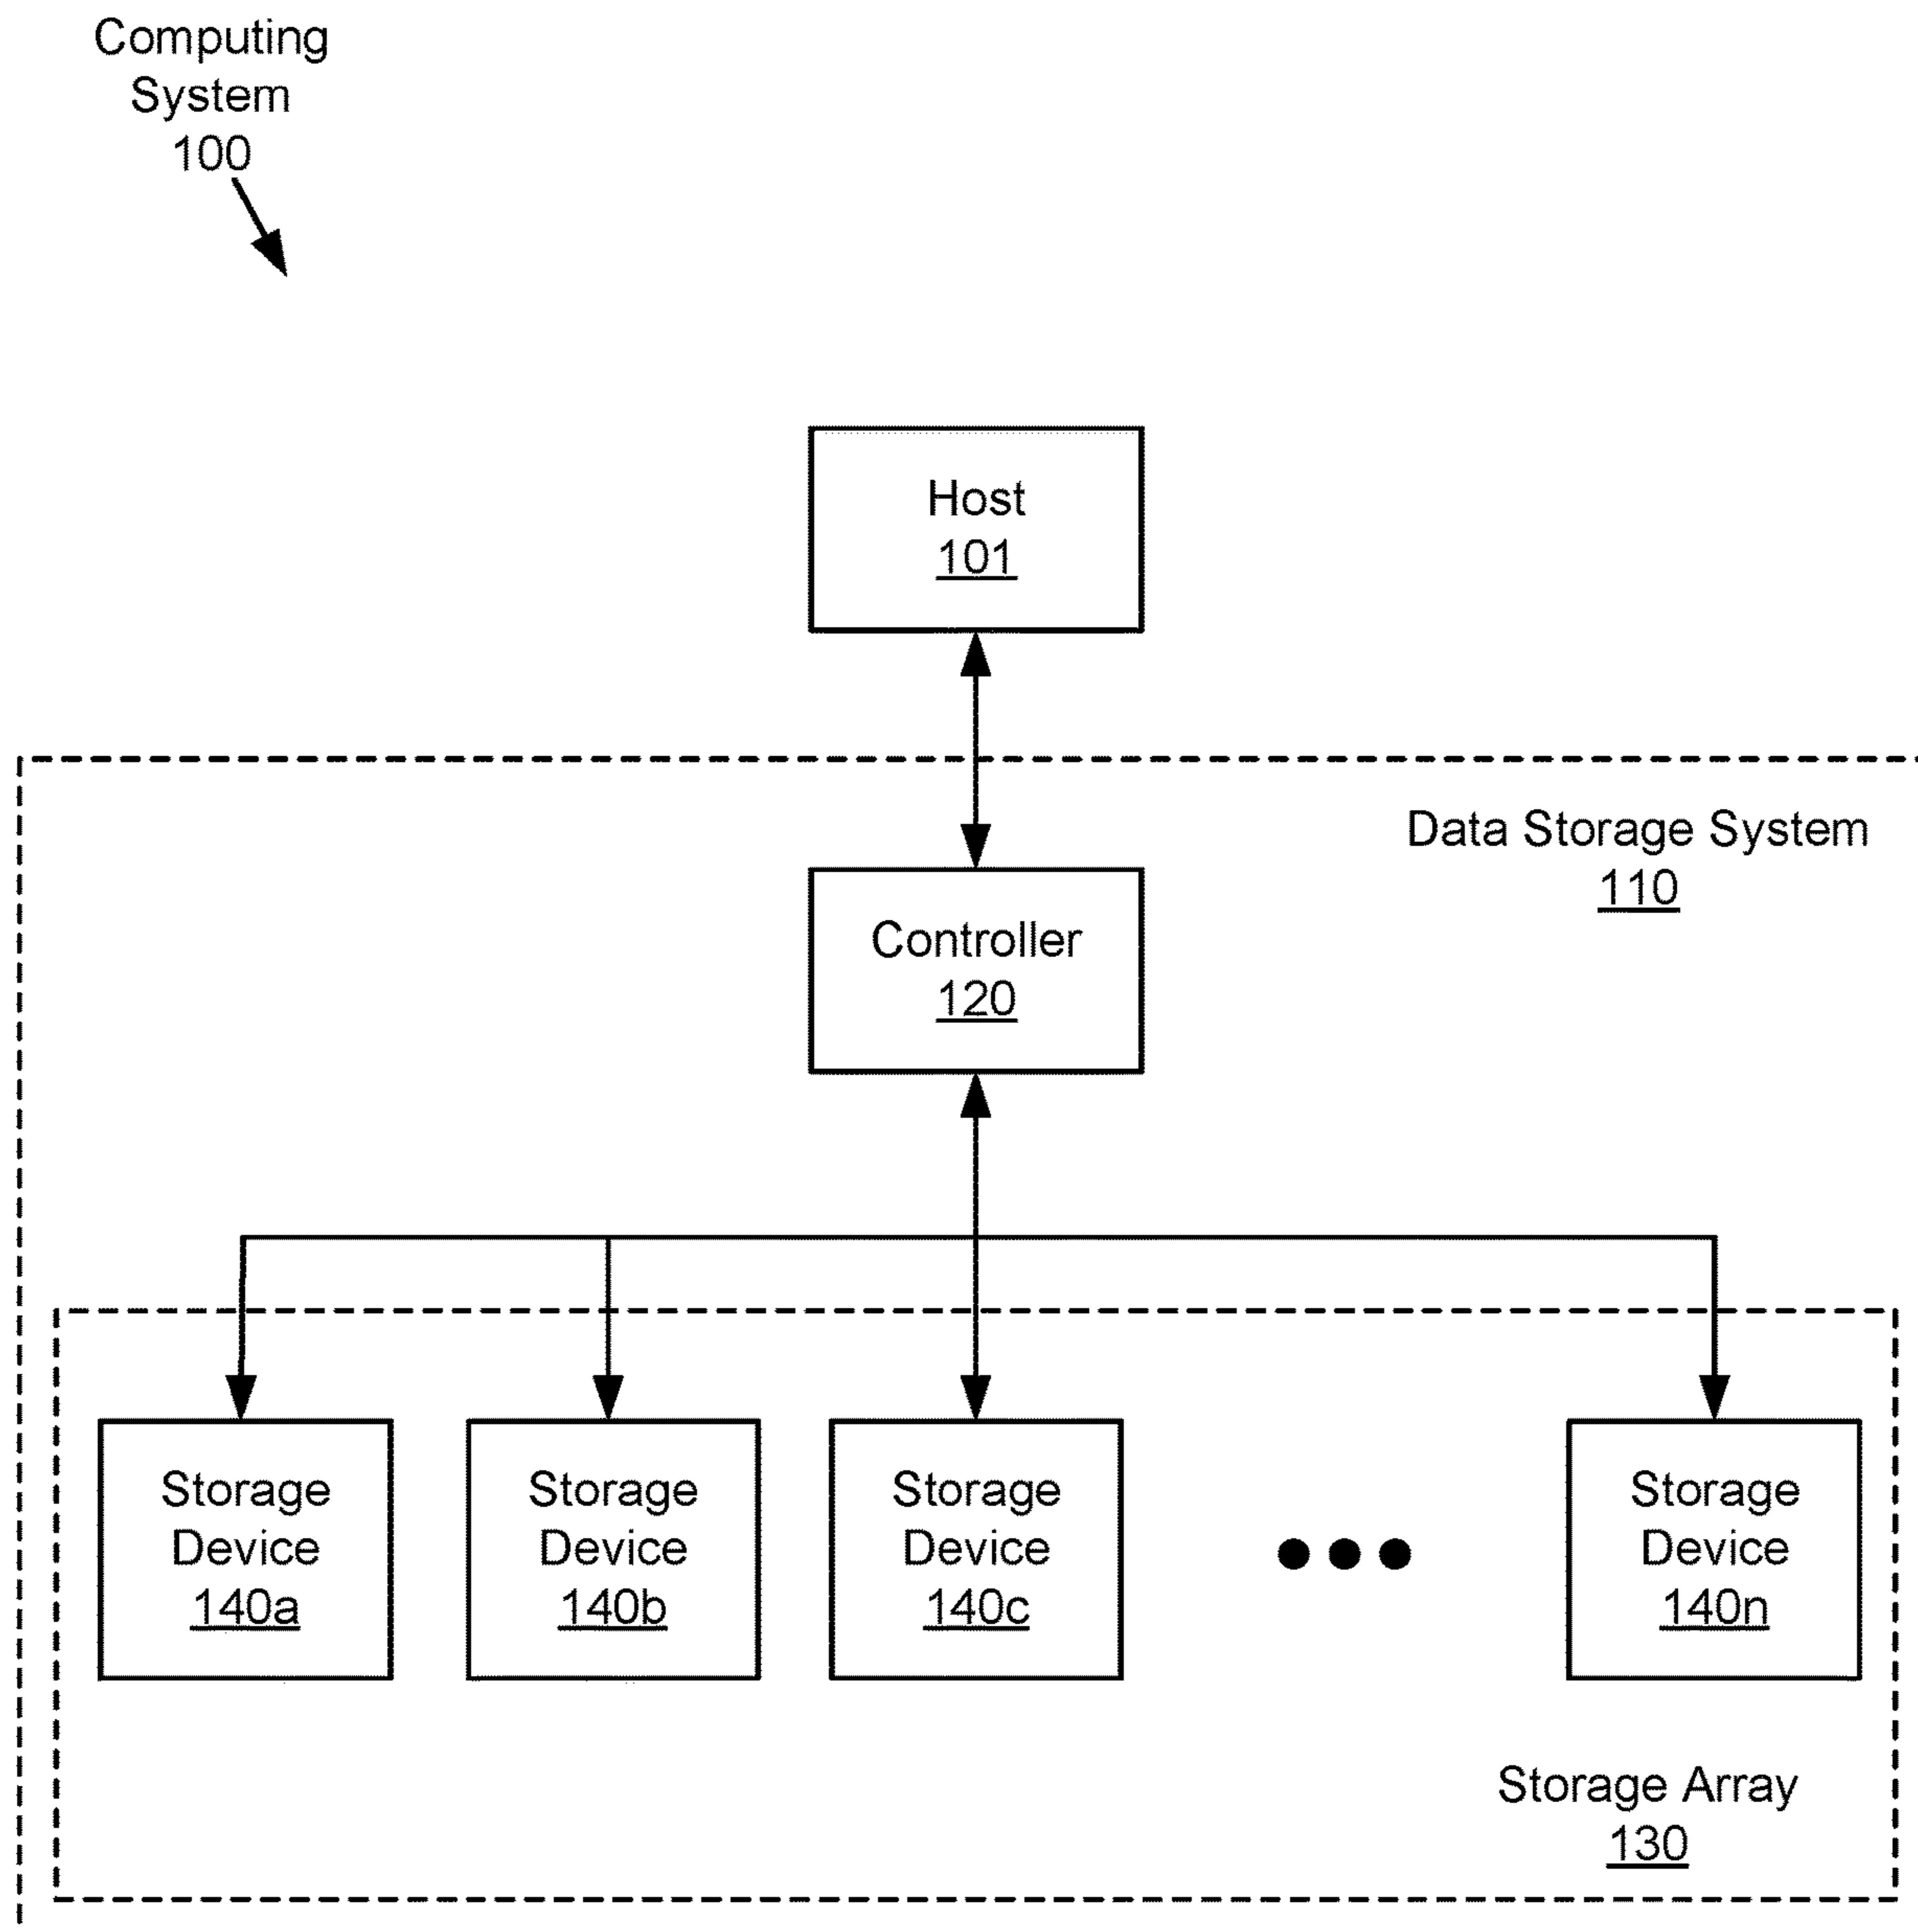 Computing
System
100
Host
101
Data Storage System
110
Controller
120
Storage
Device
140a
Storage
Device
140b
Storage
Device
140c
Storage
Device
140n
Storage Array
130